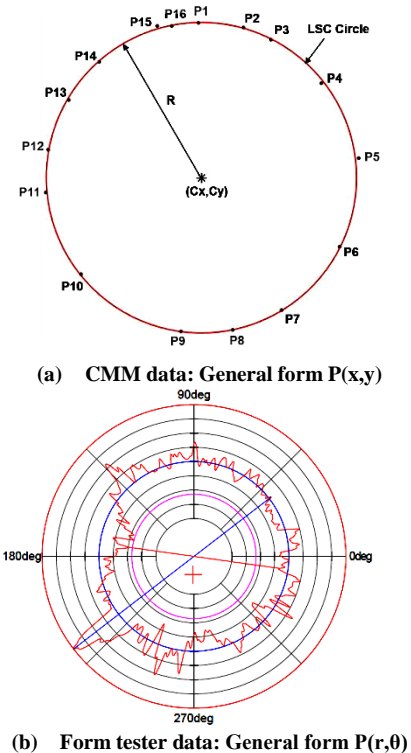 P15 P16 P1 P2
P3
LSC Circle
P14
P4
P13
R
P12
P5
P11
(Cx,Cy)
P6
P10
P7
P9
P8
(a) CMM data: General form P(x,y)
90deg
180deg
0deg
270deg
(b) Form tester data: General form P(r,θ)